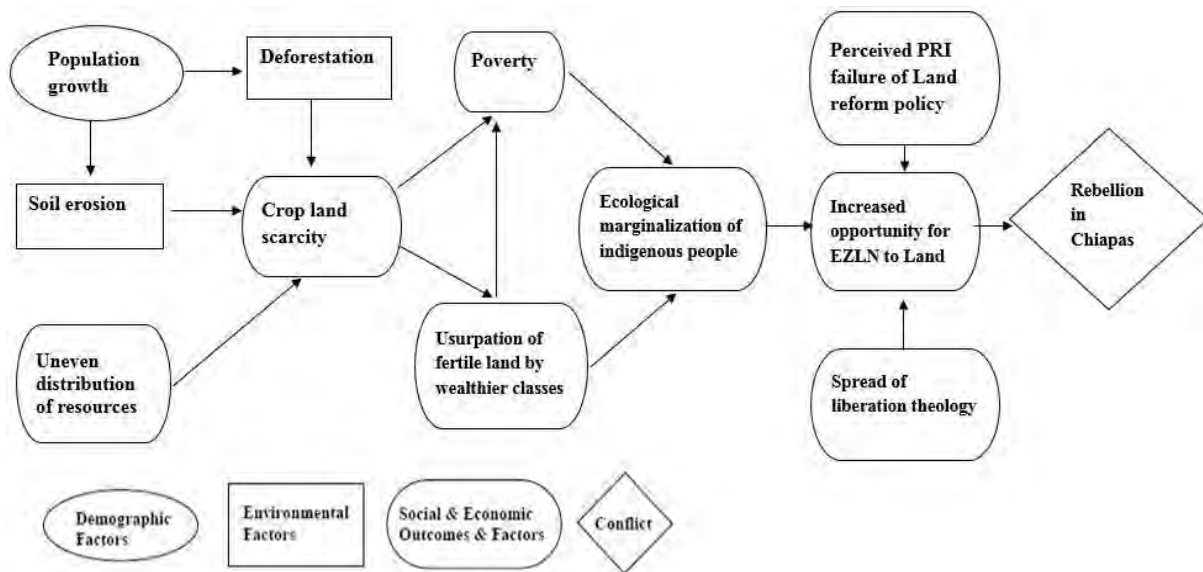 Population
growth
Deforestation
Poverty
Perceived PRI
failure of Land
reform policy
Soil erosion
Crop land
scarcity
Ecological
marginalization of
indigenous people
Increased
opportunity for
EZLN to Land
Rebellion
in
Chiapas
Uneven
distribution
of resources
Usurpation of
fertile land by
wealthier classes
Spread of
liberation theology
Demographic
Factors
Environmental
Factors
Social & Economic
Outcomes & Factors
Conflict